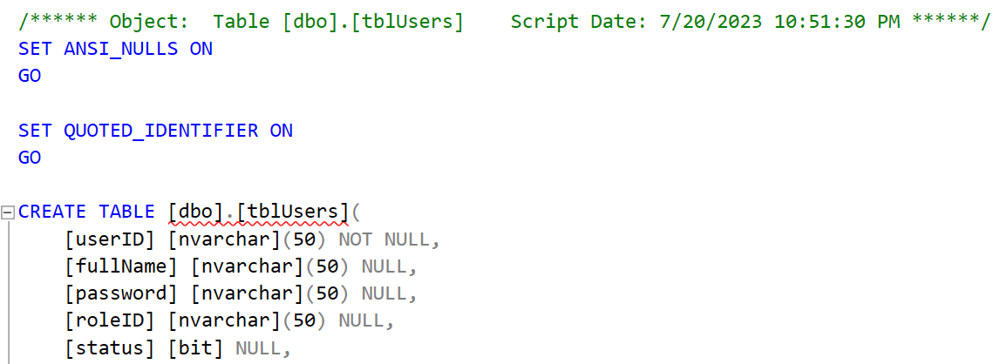 /****** Object:  Table [dbo].[tblUsers]    Script Date: 7/20/2023 10:51:30 PM ******/
SET ANSI_NULLS ON
GO
SET QUOTED_IDENTIFIER ON
GO
CREATE TABLE [dbo].[tblUsers](
    [userID] [nvarchar](50) NOT NULL,
    [fullName] [nvarchar](50) NULL,
    [password] [nvarchar](50) NULL,
    [roleID] [nvarchar](50) NULL,
    [status] [bit] NULL,